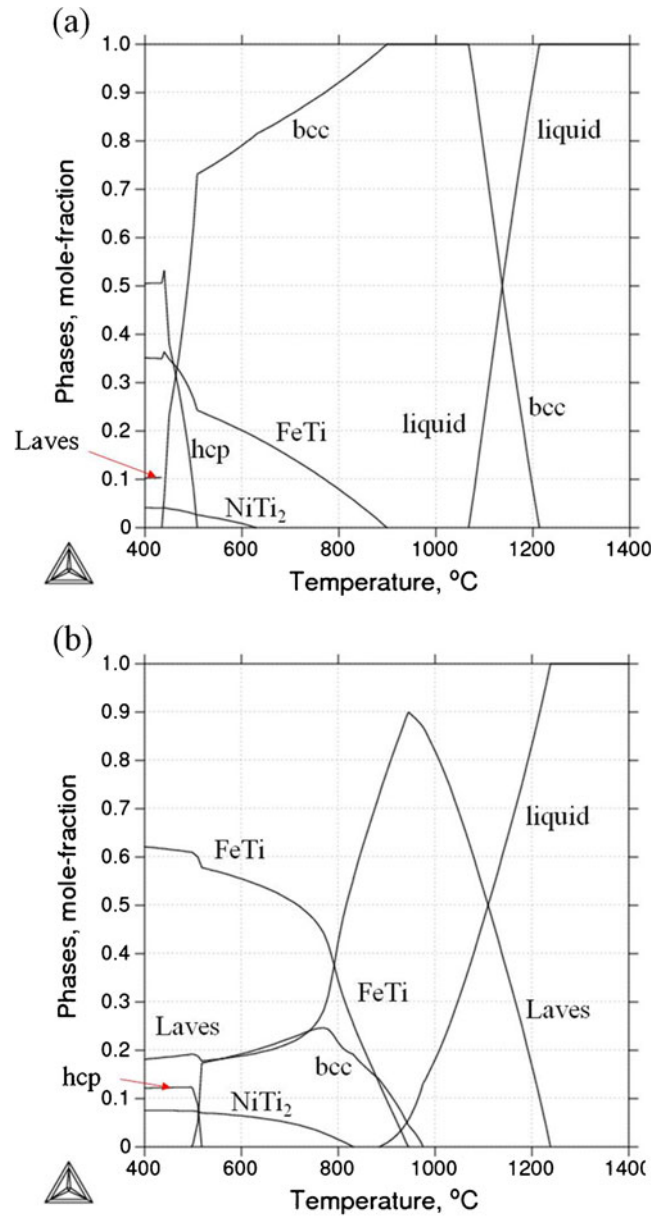 (a)
1.0
0.9
0.8
0.7
0.6
0.5
0.4
0.3
0.2
0.1
0
Phases, mole-fraction
bcc
liquid
Laves
hcp
FeTi
NiTi₂
liquid
bcc
400 600 800 1000 1200 1400
Temperature, ºC
(b)
1.0
0.9
0.8
0.7
0.6
0.5
0.4
0.3
0.2
0.1
0
Phases, mole-fraction
FeTi
liquid
Laves
FeTi
Laves
hcp
bcc
NiTi₂
400 600 800 1000 1200 1400
Temperature, ºC